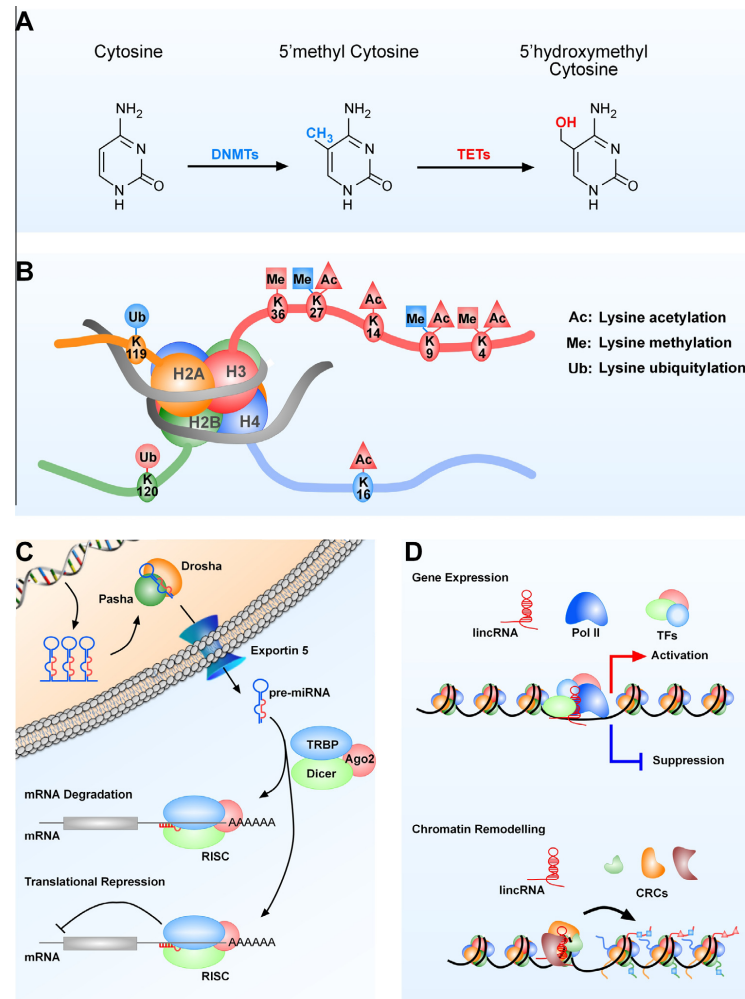 A
Cytosine
5'methyl Cytosine
5'hydroxymethyl
Cytosine
NH2
N
N
H
O
DNMTs
CH3
NH2
N
N
H
O
TETs
OH
NH2
N
N
H
O
B
Me
Me
Ac
Ac
Me
Ac
Me
Ac
K
36
K
27
K
14
K
9
K
4
Ub
K
119
H2A
H3
H2B
H4
Ub
K
120
Ac
K
16
Ac: Lysine acetylation
Me: Lysine methylation
Ub: Lysine ubiquitylation
C
Drosha
Pasha
Exportin 5
pre-miRNA
TRBP
Ago2
Dicer
mRNA Degradation
AAAAAA
mRNA
RISC
Translational Repression
AAAAAA
mRNA
RISC
D
Gene Expression
lincRNA
Pol II
TFs
Activation
Suppression
Chromatin Remodelling
lincRNA
CRCs